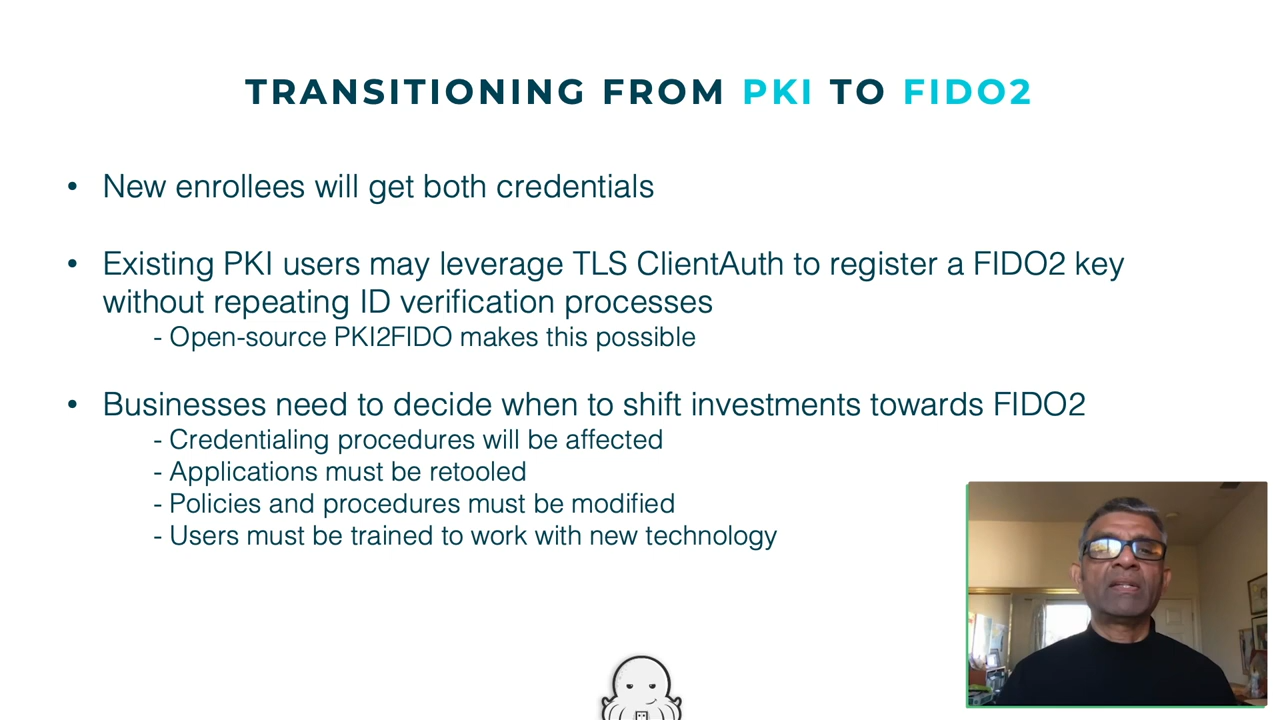 TRANSITIONING FROM PKI TO FIDO2
• New enrollees will get both credentials
• Existing PKI users may leverage TLS ClientAuth to register a FIDO2 key
without repeating ID verification processes
- Open-source PKI2FIDO makes this possible
• Businesses need to decide when to shift investments towards FIDO2
- Credentialing procedures will be affected
- Applications must be retooled
- Policies and procedures must be modified
- Users must be trained to work with new technology